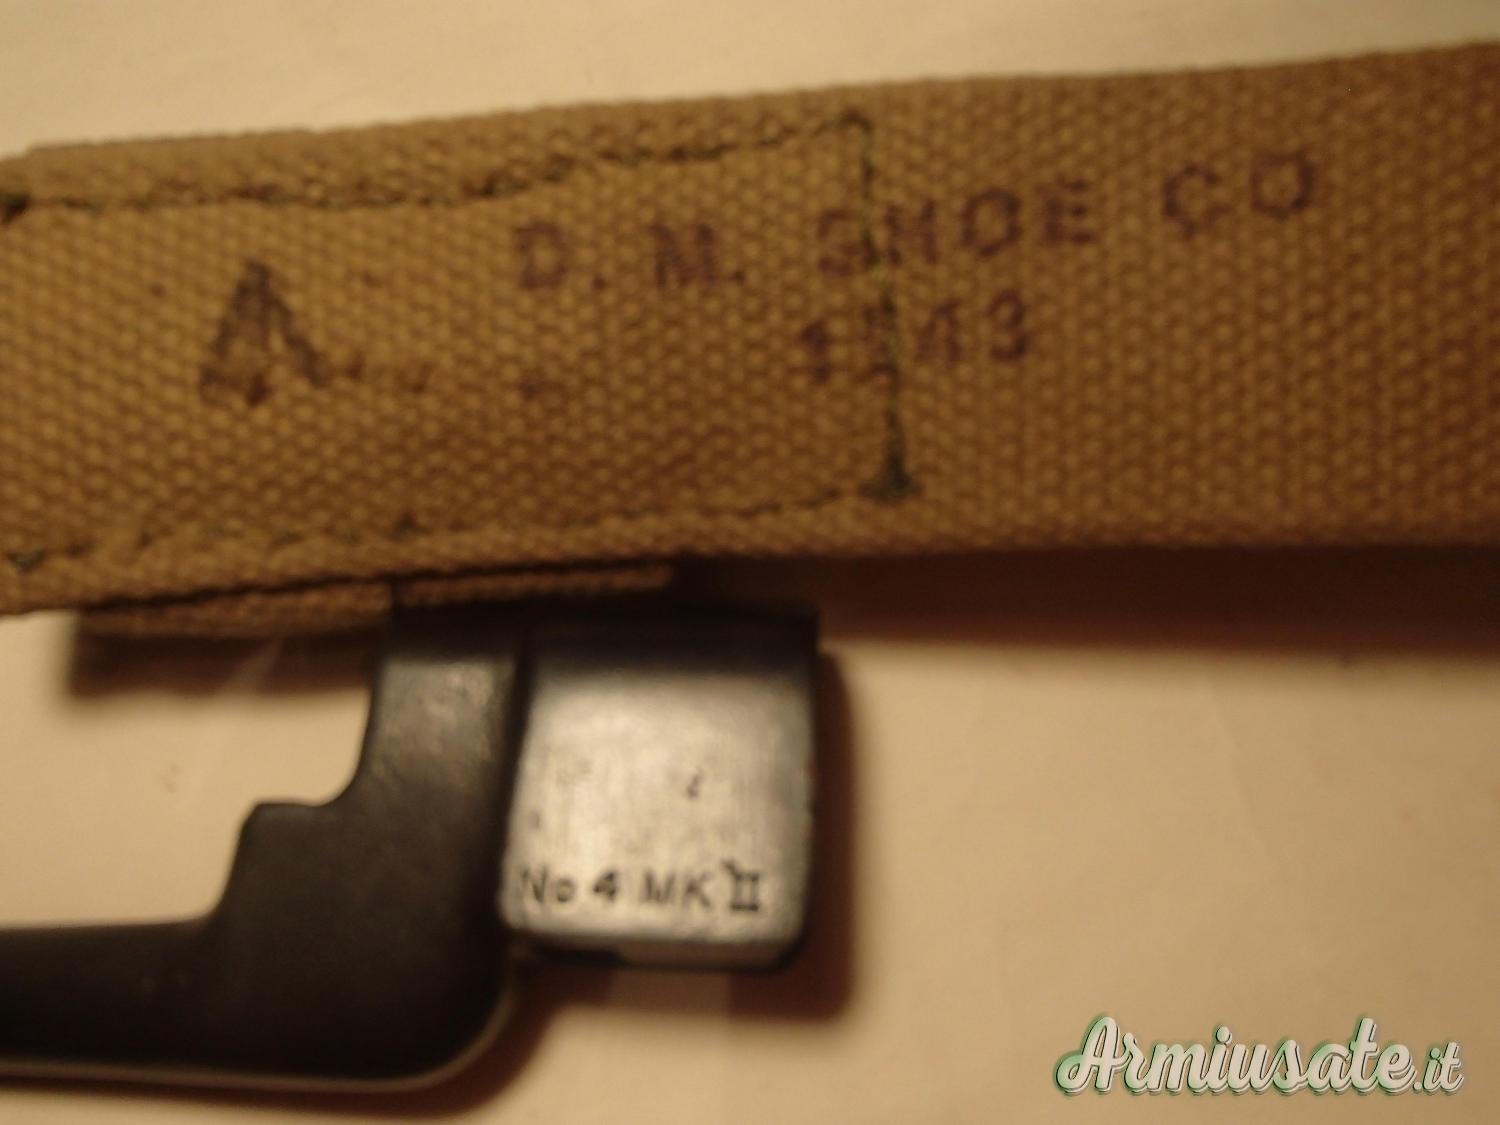 A
D. M. SHOE CO
1943
No 4 MK II
Armiusate.it